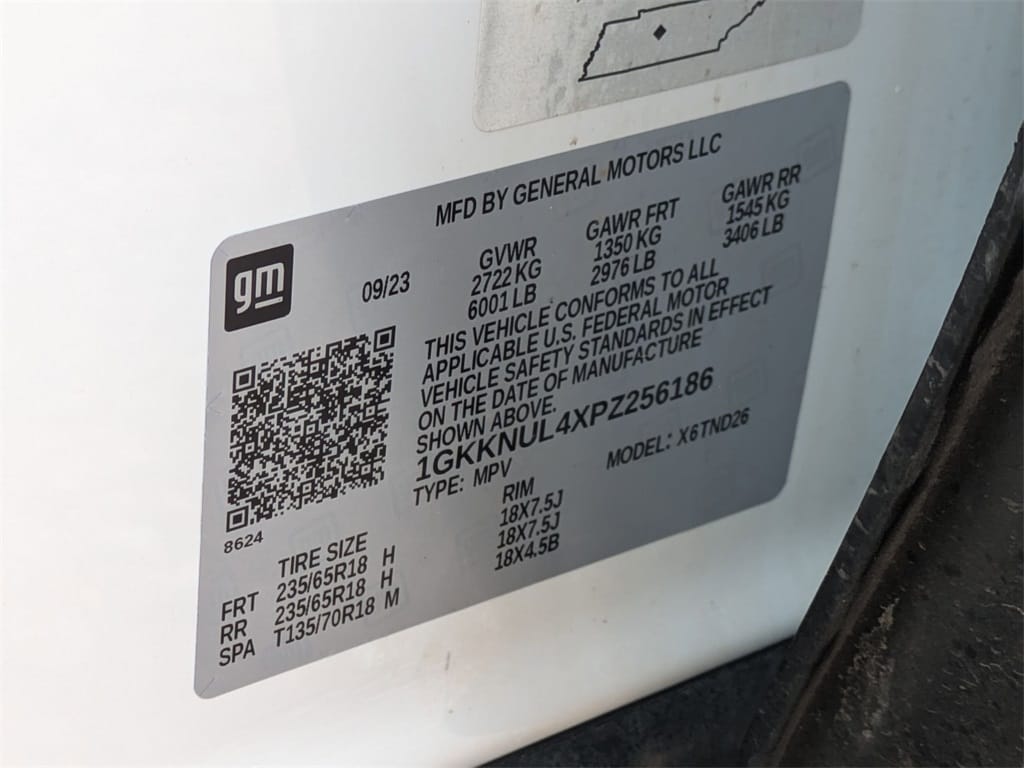 MFD BY GENERAL MOTORS LLC
gm
09/23
GVWR
2722 KG
6001 LB
GAWR FRT
1350 KG
2976 LB
GAWR RR
1545 KG
3406 LB
THIS VEHICLE CONFORMS TO ALL
APPLICABLE U.S. FEDERAL MOTOR
VEHICLE SAFETY STANDARDS IN EFFECT
ON THE DATE OF MANUFACTURE
SHOWN ABOVE.
1GKKNUL4XPZ256186
TYPE: MPV
MODEL: X6TND26
8624
TIRE SIZE RIM
FRT 235/65R18 H 18X7.5J
RR 235/65R18 H 18X7.5J
SPA T135/70R18 M 18X4.5B